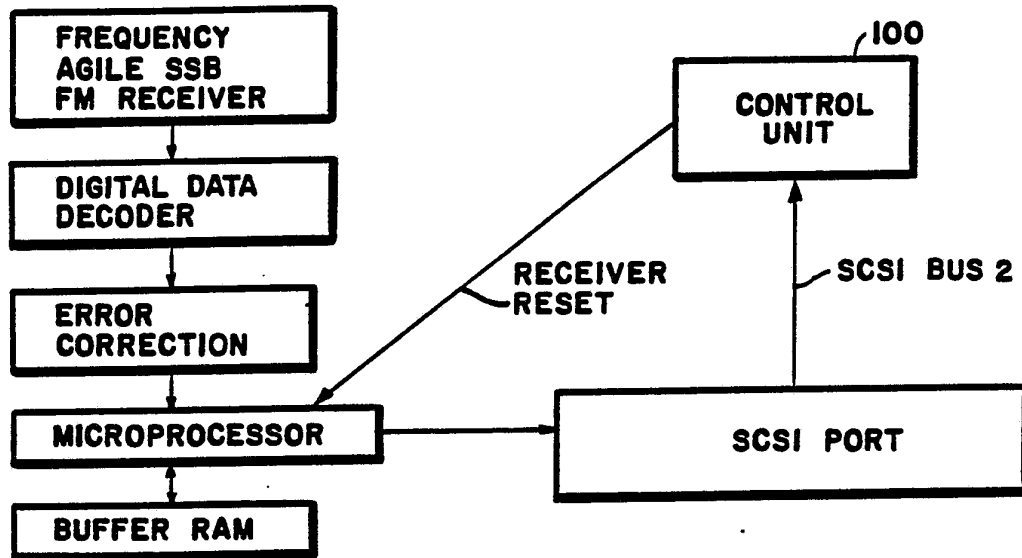 FREQUENCY
AGILE SSB
FM RECEIVER
100
CONTROL
UNIT
DIGITAL DATA
DECODER
RECEIVER
RESET
SCSI BUS 2
ERROR
CORRECTION
MICROPROCESSOR
SCSI PORT
BUFFER RAM